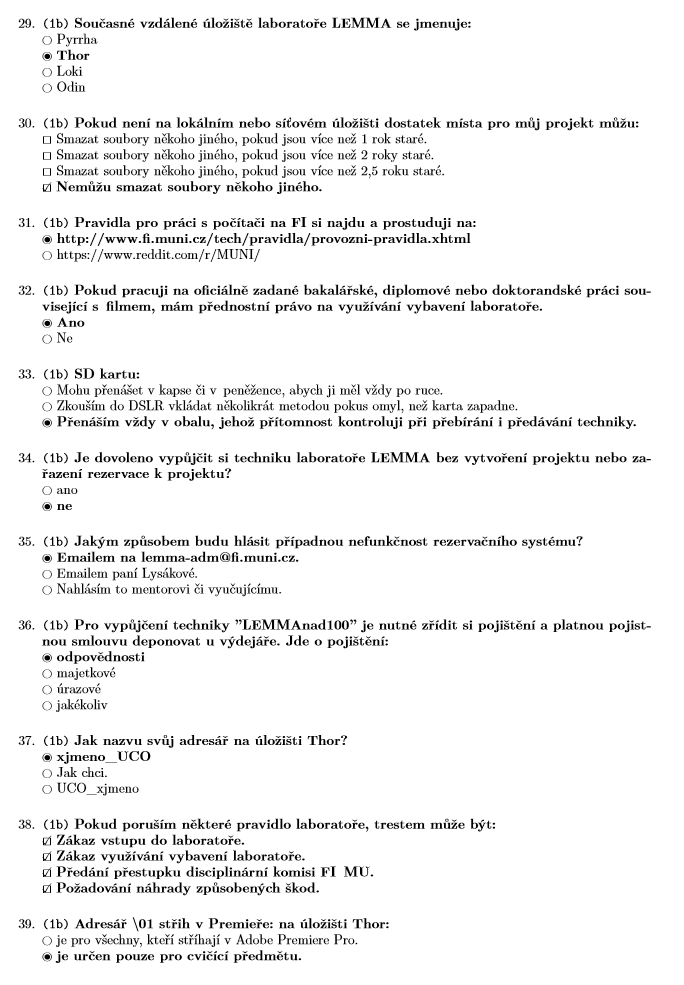 29. (1b) Současné vzdálené úložiště laboratoře LEMMA se jmenuje:
○ Pyrrha
◉ Thor
○ Loki
○ Odin
30. (1b) Pokud není na lokálním nebo síťovém úložišti dostatek místa pro můj projekt můžu:
☐ Smazat soubory někoho jiného, pokud jsou více než 1 rok staré.
☐ Smazat soubory někoho jiného, pokud jsou více než 2 roky staré.
☐ Smazat soubory někoho jiného, pokud jsou více než 2,5 roku staré.
☑ Nemůžu smazat soubory někoho jiného.
31. (1b) Pravidla pro práci s počítači na FI si najdu a prostuduji na:
◉ http://www.fi.muni.cz/tech/pravidla/provozni-pravidla.xhtml
○ https://www.reddit.com/r/MUNI/
32. (1b) Pokud pracuji na oficiálně zadané bakalářské, diplomové nebo doktorandské práci sou-
visející s filmem, mám přednostní právo na využívání vybavení laboratoře.
◉ Ano
○ Ne
33. (1b) SD kartu:
○ Mohu přenášet v kapse či v peněžence, abych ji měl vždy po ruce.
○ Zkouším do DSLR vkládat několikrát metodou pokus omyl, než karta zapadne.
◉ Přenáším vždy v obalu, jehož přítomnost kontroluji při přebírání i předávání techniky.
34. (1b) Je dovoleno vypůjčit si techniku laboratoře LEMMA bez vytvoření projektu nebo za-
řazení rezervace k projektu?
○ ano
◉ ne
35. (1b) Jakým způsobem budu hlásit případnou nefunkčnost rezervačního systému?
◉ Emailem na lemma-adm@fi.muni.cz.
○ Emailem paní Lysákové.
○ Nahlásím to mentorovi či vyučujícímu.
36. (1b) Pro vypůjčení techniky "LEMMAnad100" je nutné zřídit si pojištění a platnou pojist-
nou smlouvu deponovat u výdejáře. Jde o pojištění:
◉ odpovědnosti
○ majetkové
○ úrazové
○ jakékoliv
37. (1b) Jak nazvu svůj adresář na úložišti Thor?
◉ xjmeno_UCO
○ Jak chci.
○ UCO_xjmeno
38. (1b) Pokud poruším některé pravidlo laboratoře, trestem může být:
☑ Zákaz vstupu do laboratoře.
☑ Zákaz využívání vybavení laboratoře.
☑ Předání přestupku disciplinární komisi FI MU.
☑ Požadování náhrady způsobených škod.
39. (1b) Adresář \01 střih v Premieře: na úložišti Thor:
○ je pro všechny, kteří stříhají v Adobe Premiere Pro.
◉ je určen pouze pro cvičící předmětu.